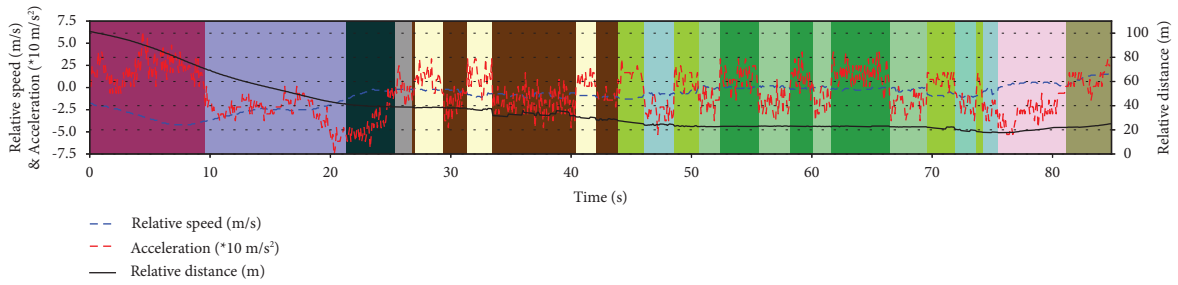 Relative speed (m/s)
& Acceleration (*10 m/s²)
7.5
5.0
2.5
0.0
-2.5
-5.0
-7.5
100
80
60
40
20
0
Relative distance (m)
0 10 20 30 40 50 60 70 80
Time (s)
Relative speed (m/s)
Acceleration (*10 m/s²)
Relative distance (m)